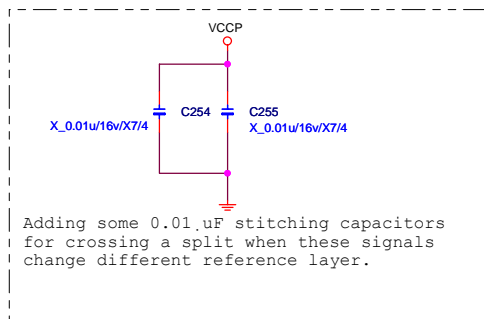 VCCP
C254
C255
X_0.01u/16v/X7/4
X_0.01u/16v/X7/4
Adding some 0.01 uF stitching capacitors
for crossing a split when these signals
change different reference layer.